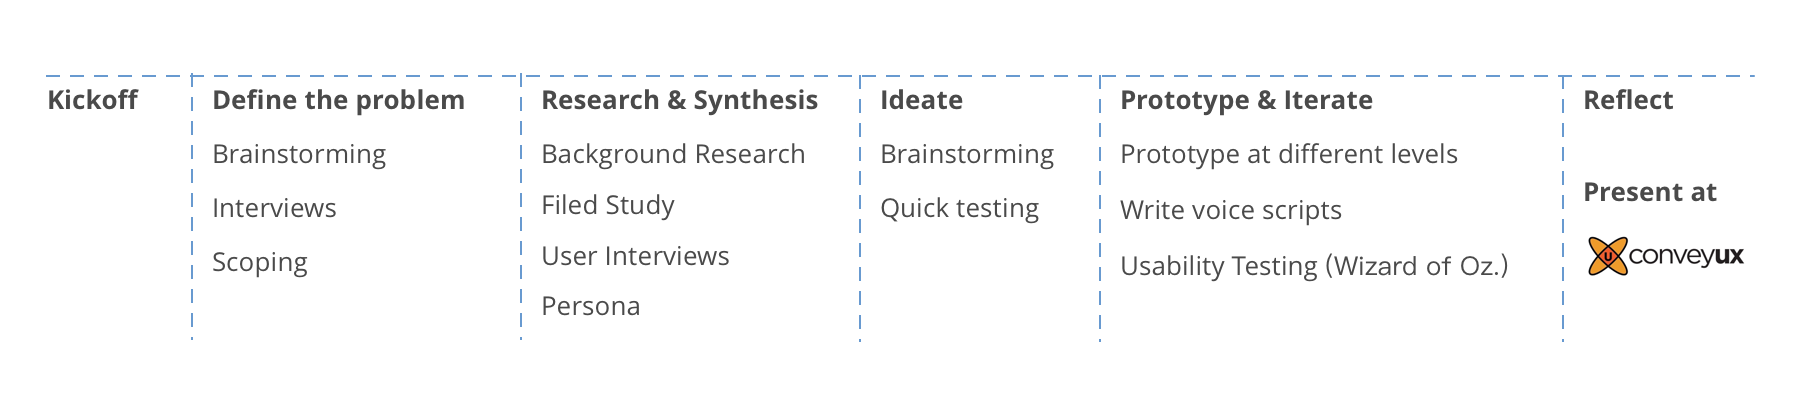 Kickoff
Define the problem
Brainstorming
Interviews
Scoping
Research & Synthesis
Background Research
Filed Study
User Interviews
Persona
Ideate
Brainstorming
Quick testing
Prototype & Iterate
Prototype at different levels
Write voice scripts
Usability Testing (Wizard of Oz.)
Reflect
Present at
U conveyux